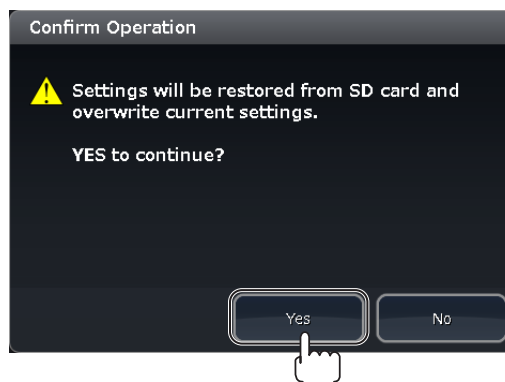 Confirm Operation
Settings will be restored from SD card and
overwrite current settings.
YES to continue?
Yes
No